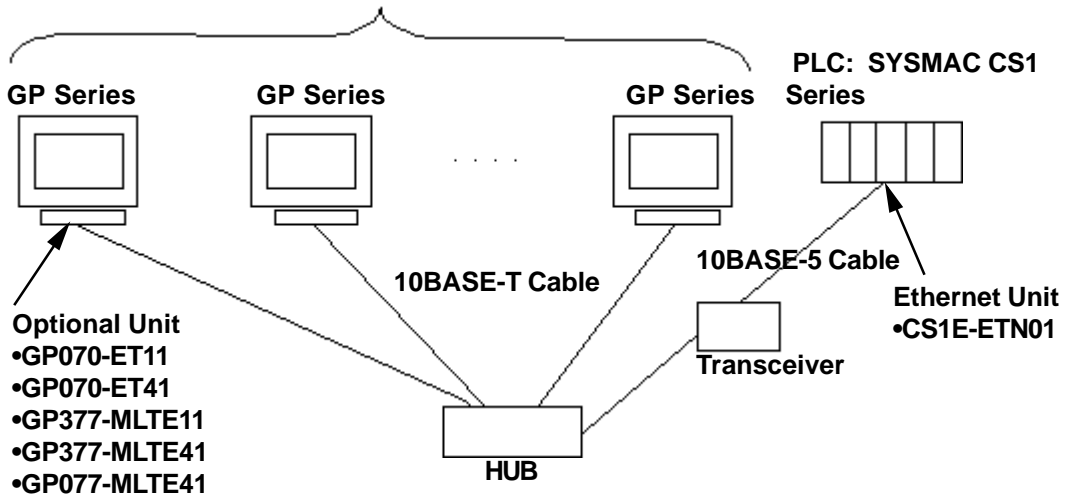 PLC:  SYSMAC CS1
GP Series
GP Series
GP Series
Series
. . . .
10BASE-T Cable
10BASE-5 Cable
Optional Unit
•GP070-ET11
•GP070-ET41
•GP377-MLTE11
•GP377-MLTE41
•GP077-MLTE41
Ethernet Unit
•CS1E-ETN01
Transceiver
HUB